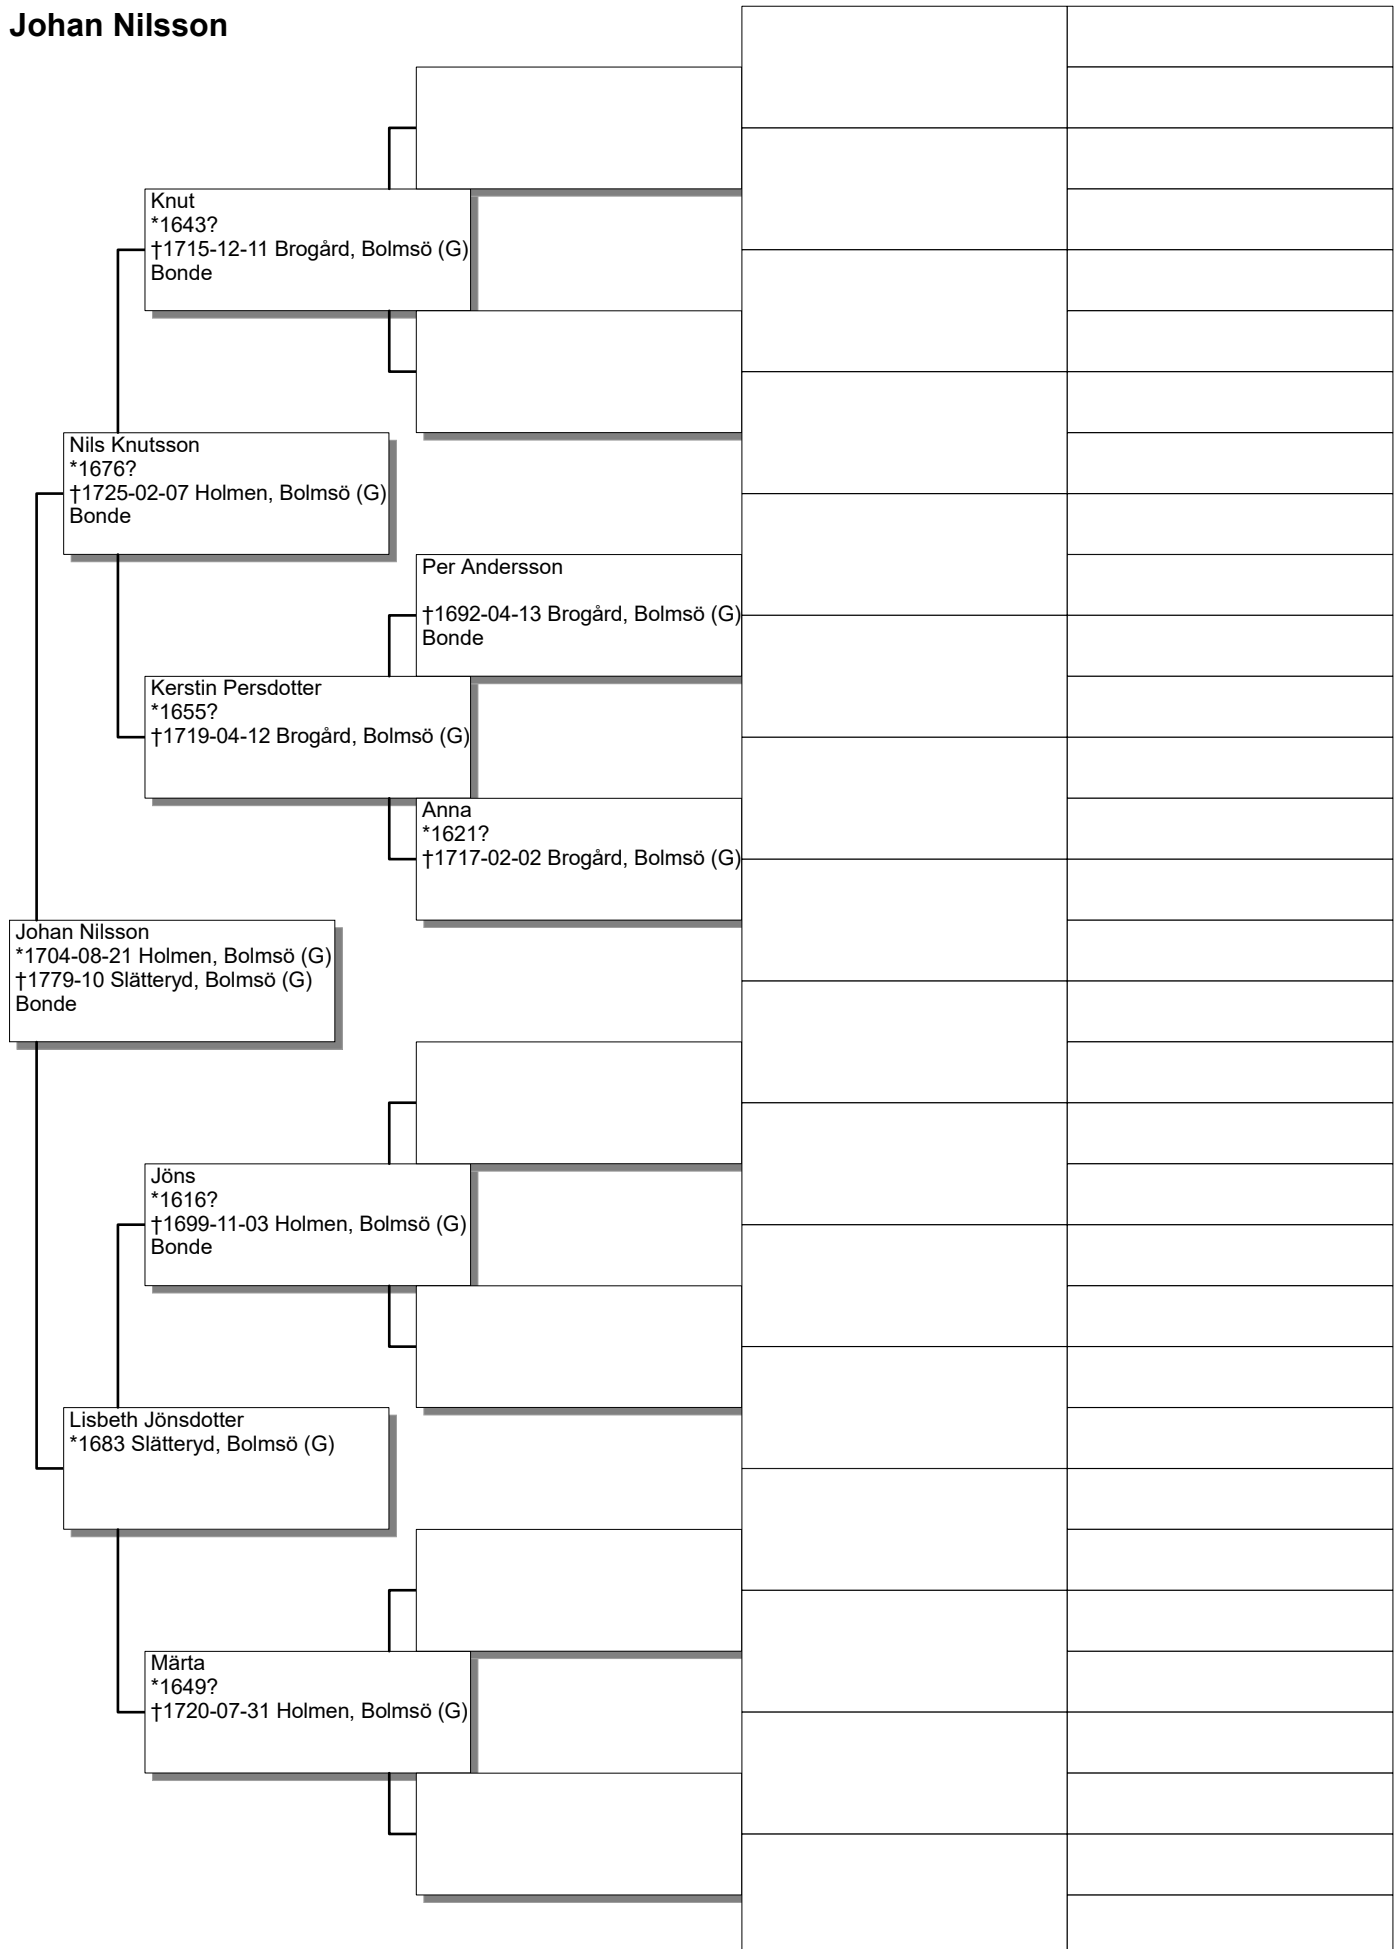 Johan Nilsson
Knut
*1643?
†1715-12-11 Brogård, Bolmsö (G)
Bonde
Nils Knutsson
*1676?
†1725-02-07 Holmen, Bolmsö (G)
Bonde
Per Andersson
†1692-04-13 Brogård, Bolmsö (G)
Bonde
Kerstin Persdotter
*1655?
†1719-04-12 Brogård, Bolmsö (G)
Anna
*1621?
†1717-02-02 Brogård, Bolmsö (G)
Johan Nilsson
*1704-08-21 Holmen, Bolmsö (G)
†1779-10 Slätteryd, Bolmsö (G)
Bonde
Jöns
*1616?
†1699-11-03 Holmen, Bolmsö (G)
Bonde
Lisbeth Jönsdotter
*1683 Slätteryd, Bolmsö (G)
Märta
*1649?
†1720-07-31 Holmen, Bolmsö (G)